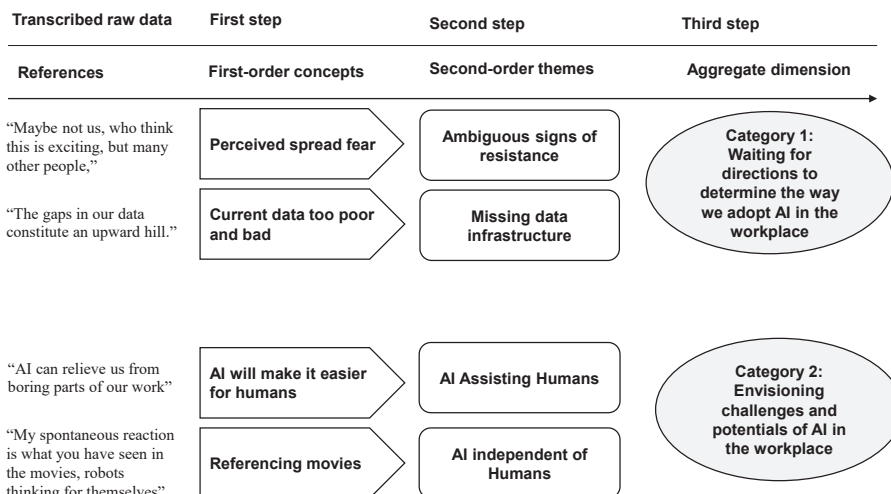 Transcribed raw data
First step
Second step
Third step
References
First-order concepts
Second-order themes
Aggregate dimension
“Maybe not us, who think
this is exciting, but many
other people,”
Perceived spread fear
Ambiguous signs of
resistance
Category 1:
Waiting for
directions to
determine the way
we adopt AI in the
workplace
“The gaps in our data
constitute an upward hill.”
Current data too poor
and bad
Missing data
infrastructure
“AI can relieve us from
boring parts of our work”
AI will make it easier
for humans
AI Assisting Humans
Category 2:
Envisioning
challenges and
potentials of AI in
the workplace
“My spontaneous reaction
is what you have seen in
the movies, robots
thinking for themselves”
Referencing movies
AI independent of
Humans